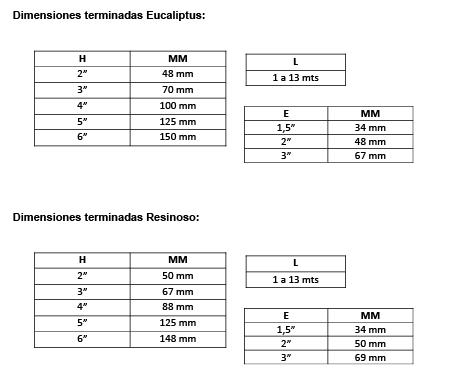 Dimensiones terminadas Eucaliptus:
H MM
2” 48 mm
3” 70 mm
4” 100 mm
5” 125 mm
6” 150 mm
L
1 a 13 mts
E MM
1,5” 34 mm
2” 48 mm
3” 67 mm
Dimensiones terminadas Resinoso:
H MM
2” 50 mm
3” 67 mm
4” 88 mm
5” 125 mm
6” 148 mm
L
1 a 13 mts
E MM
1,5” 34 mm
2” 50 mm
3” 69 mm